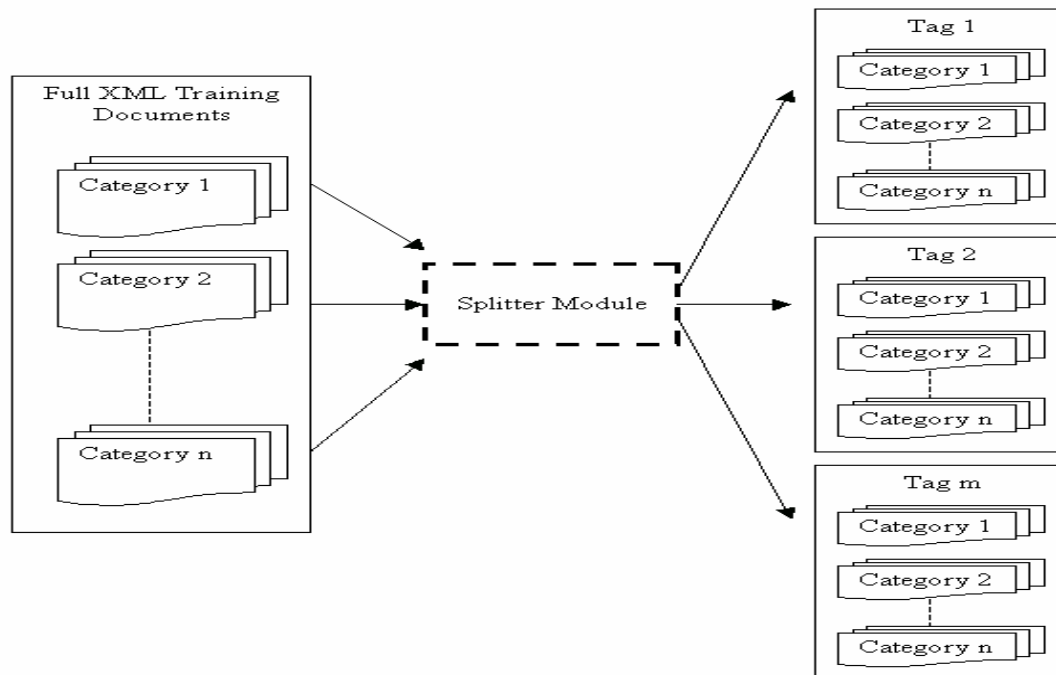 Full XML Training
Documents
Category 1
Category 2
Category n
Splitter Module
Tag 1
Category 1
Category 2
Category n
Tag 2
Category 1
Category 2
Category n
Tag m
Category 1
Category 2
Category n